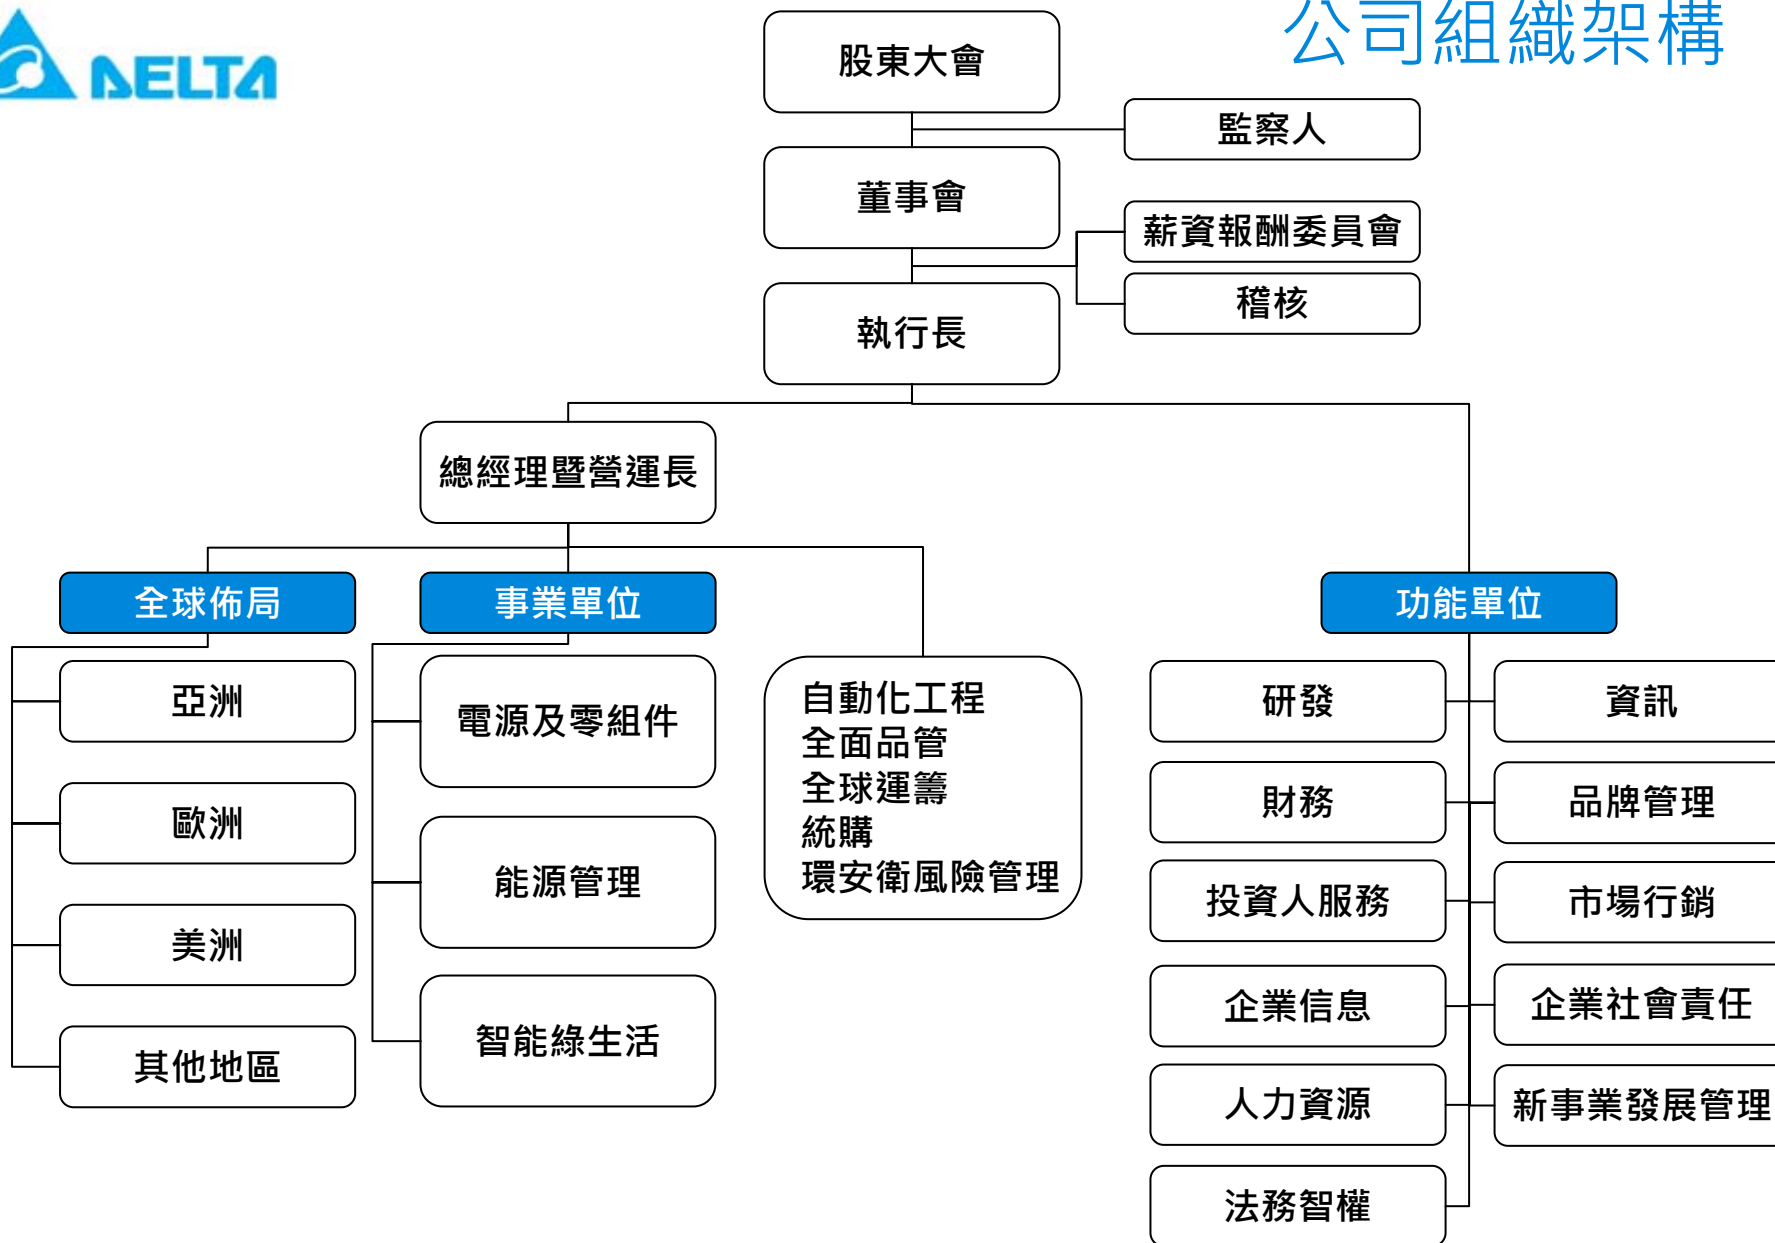 DELTA
公司組織架構
股東大會
監察人
董事會
薪資報酬委員會
稽核
執行長
總經理暨營運長
全球佈局
事業單位
功能單位
亞洲
歐洲
美洲
其他地區
電源及零組件
能源管理
智能綠生活
自動化工程
全面品管
全球運籌
統購
環安衛風險管理
研發
資訊
財務
品牌管理
投資人服務
市場行銷
企業信息
企業社會責任
人力資源
新事業發展管理
法務智權